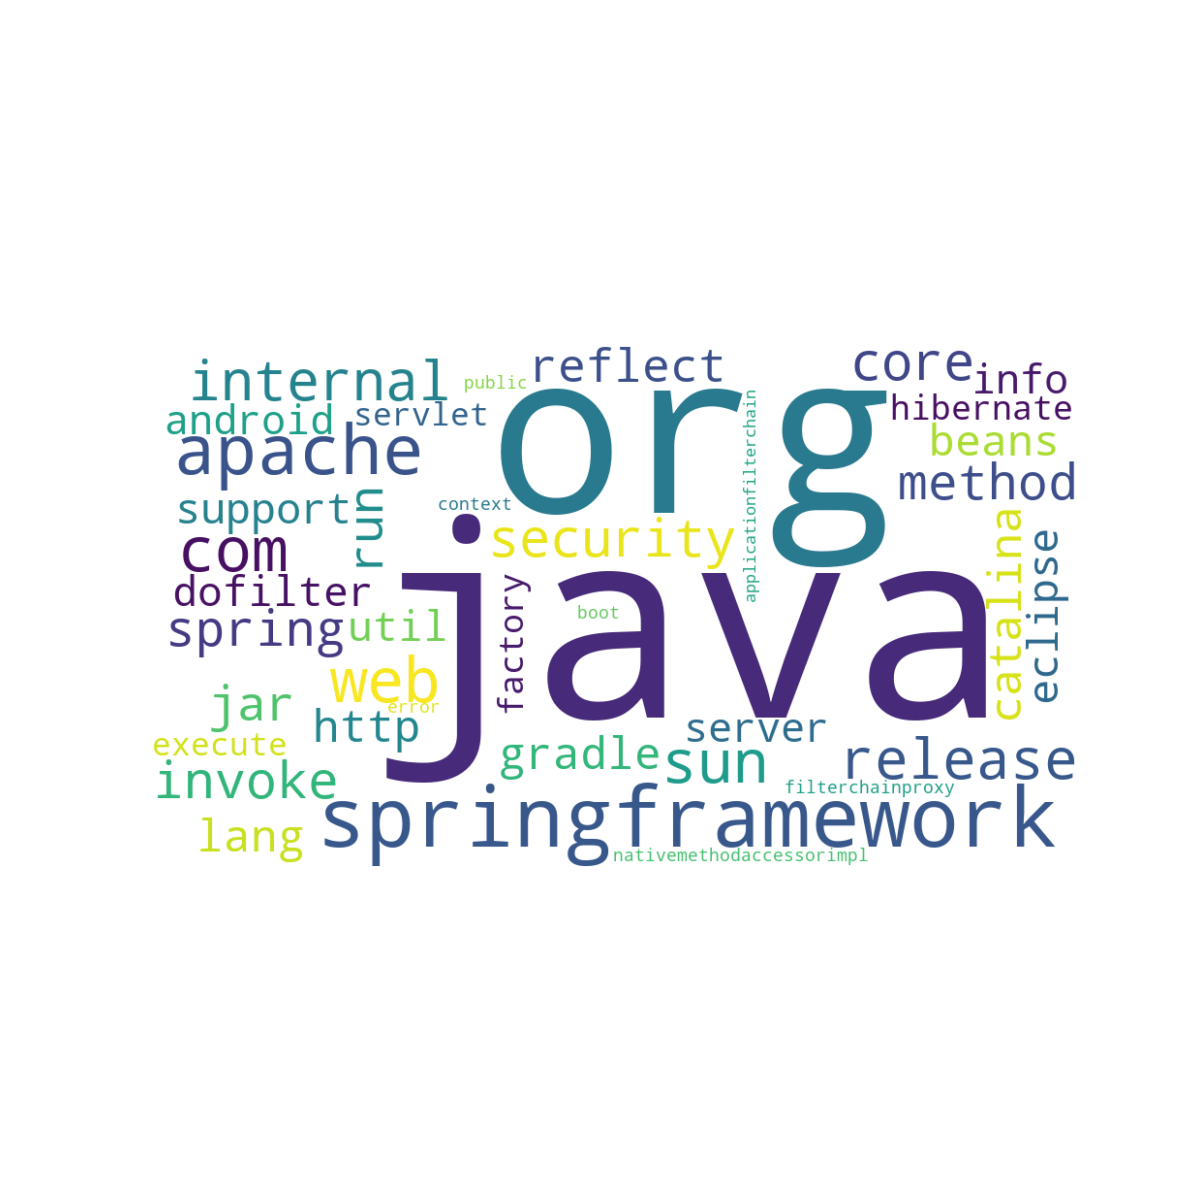 internal
public
reflect
core
info
android
servlet
org
hibernate
apache
applicationfilterchain
beans
method
support
run
context
security
com
java
catalina
eclipse
dofilter
spring
util
factory
boot
web
error
jar
http
server
execute
gradle
sun
release
invoke
filterchainproxy
lang
springframework
nativemethodaccessorimpl